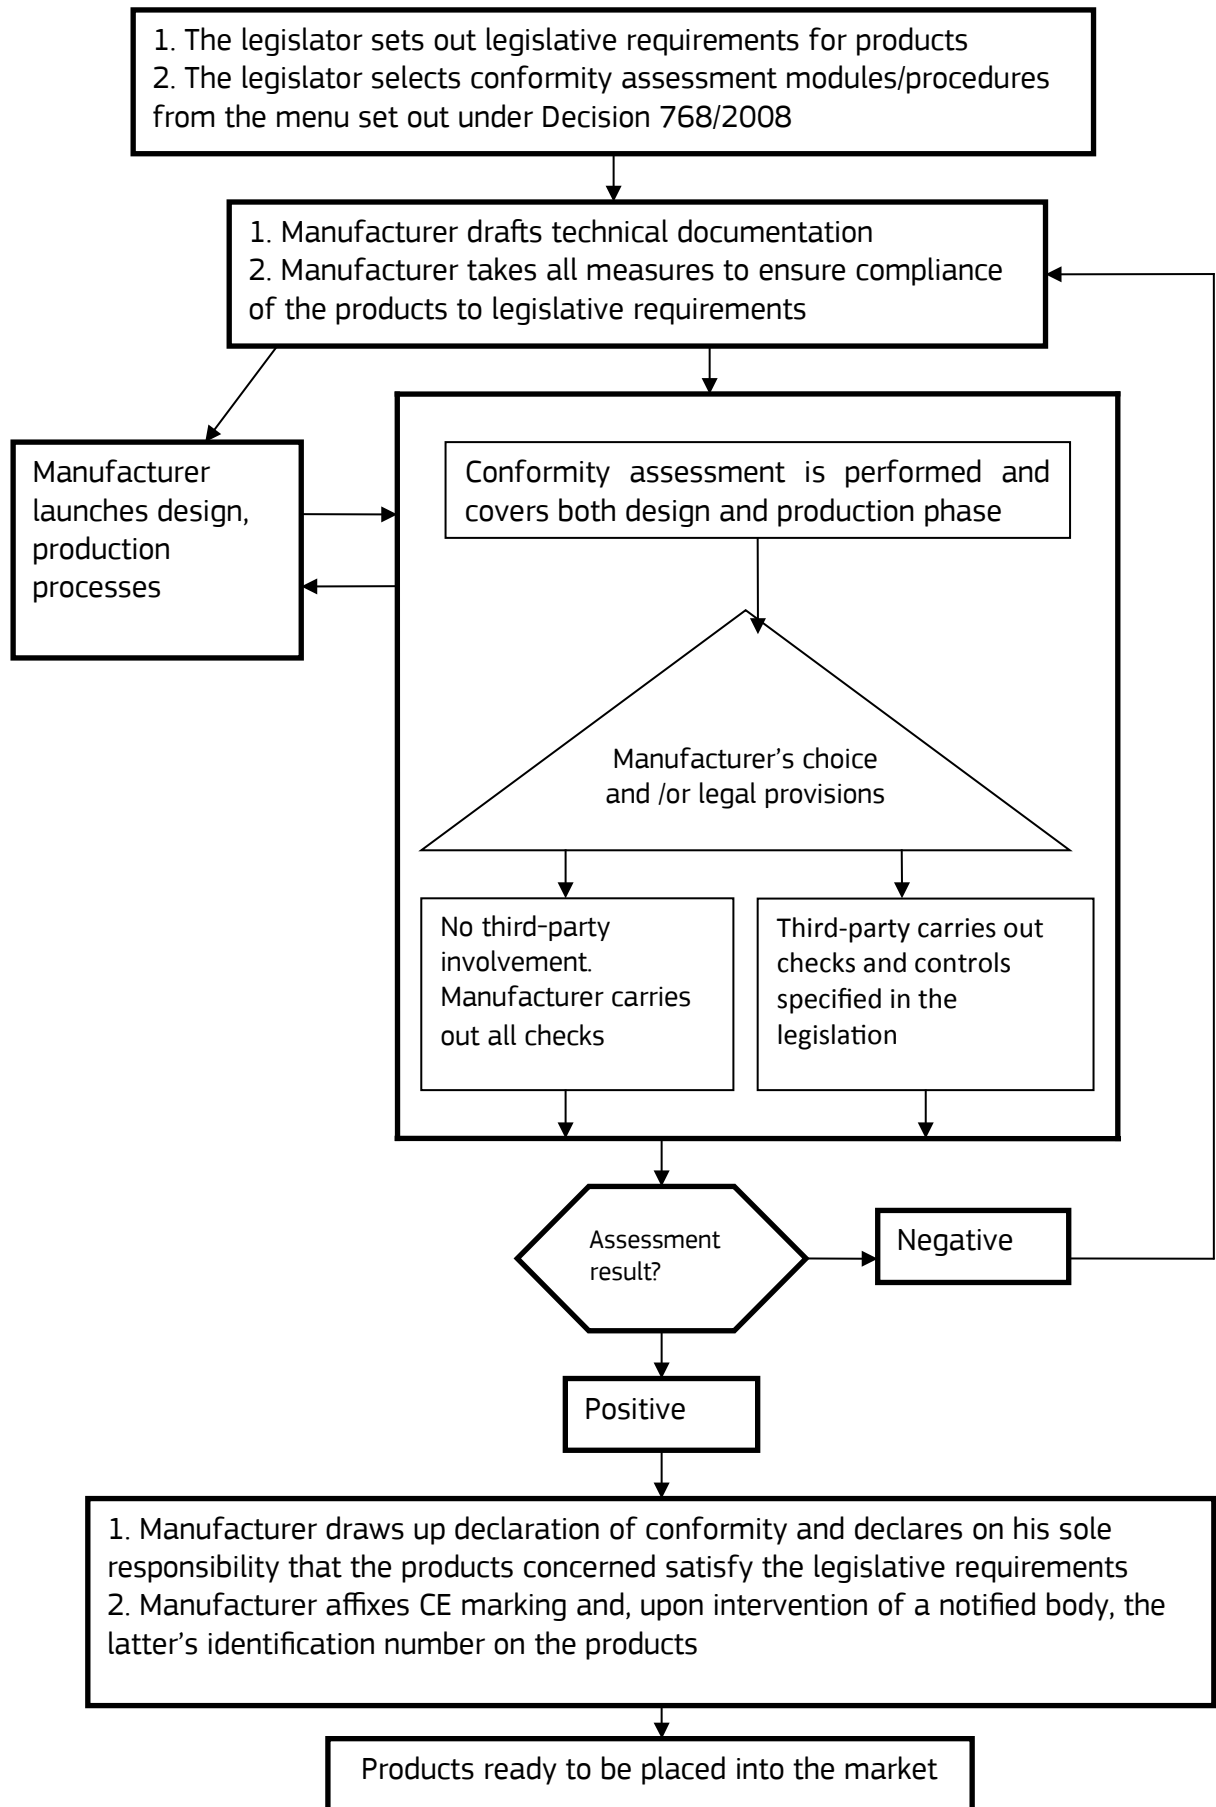 1. The legislator sets out legislative requirements for products
2. The legislator selects conformity assessment modules/procedures
from the menu set out under Decision 768/2008
1. Manufacturer drafts technical documentation
2. Manufacturer takes all measures to ensure compliance
of the products to legislative requirements
Manufacturer
launches design,
production
processes
Conformity assessment is performed and
covers both design and production phase
Manufacturer’s choice
and /or legal provisions
No third-party
involvement.
Manufacturer carries
out all checks
Third-party carries out
checks and controls
specified in the
legislation
Assessment
result?
Negative
Positive
1. Manufacturer draws up declaration of conformity and declares on his sole
responsibility that the products concerned satisfy the legislative requirements
2. Manufacturer affixes CE marking and, upon intervention of a notified body, the
latter’s identification number on the products
Products ready to be placed into the market